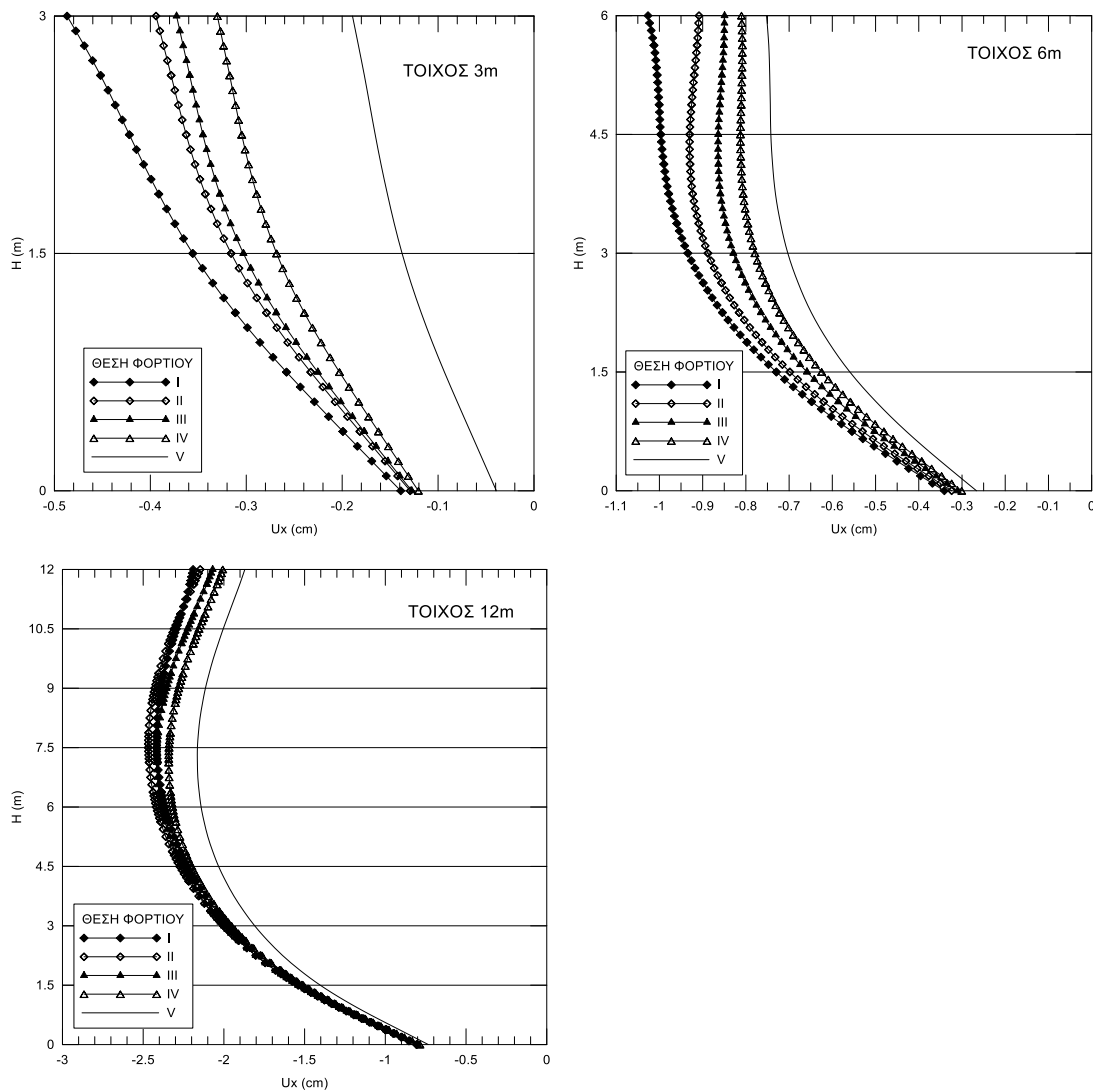 3
ΤΟΙΧΟΣ 3m
H (m)
1.5
ΘΕΣΗ ΦΟΡΤΙΟΥ
I
II
III
IV
V
0
-0.5 -0.4 -0.3 -0.2 -0.1 0
Ux (cm)
6
ΤΟΙΧΟΣ 6m
4.5
H (m)
3
1.5
ΘΕΣΗ ΦΟΡΤΙΟΥ
I
II
III
IV
V
0
-1.1 -1 -0.9 -0.8 -0.7 -0.6 -0.5 -0.4 -0.3 -0.2 -0.1 0
Ux (cm)
12
ΤΟΙΧΟΣ 12m
10.5
9
7.5
H (m)
6
4.5
3
1.5
ΘΕΣΗ ΦΟΡΤΙΟΥ
I
II
III
IV
V
0
-3 -2.5 -2 -1.5 -1 -0.5 0
Ux (cm)